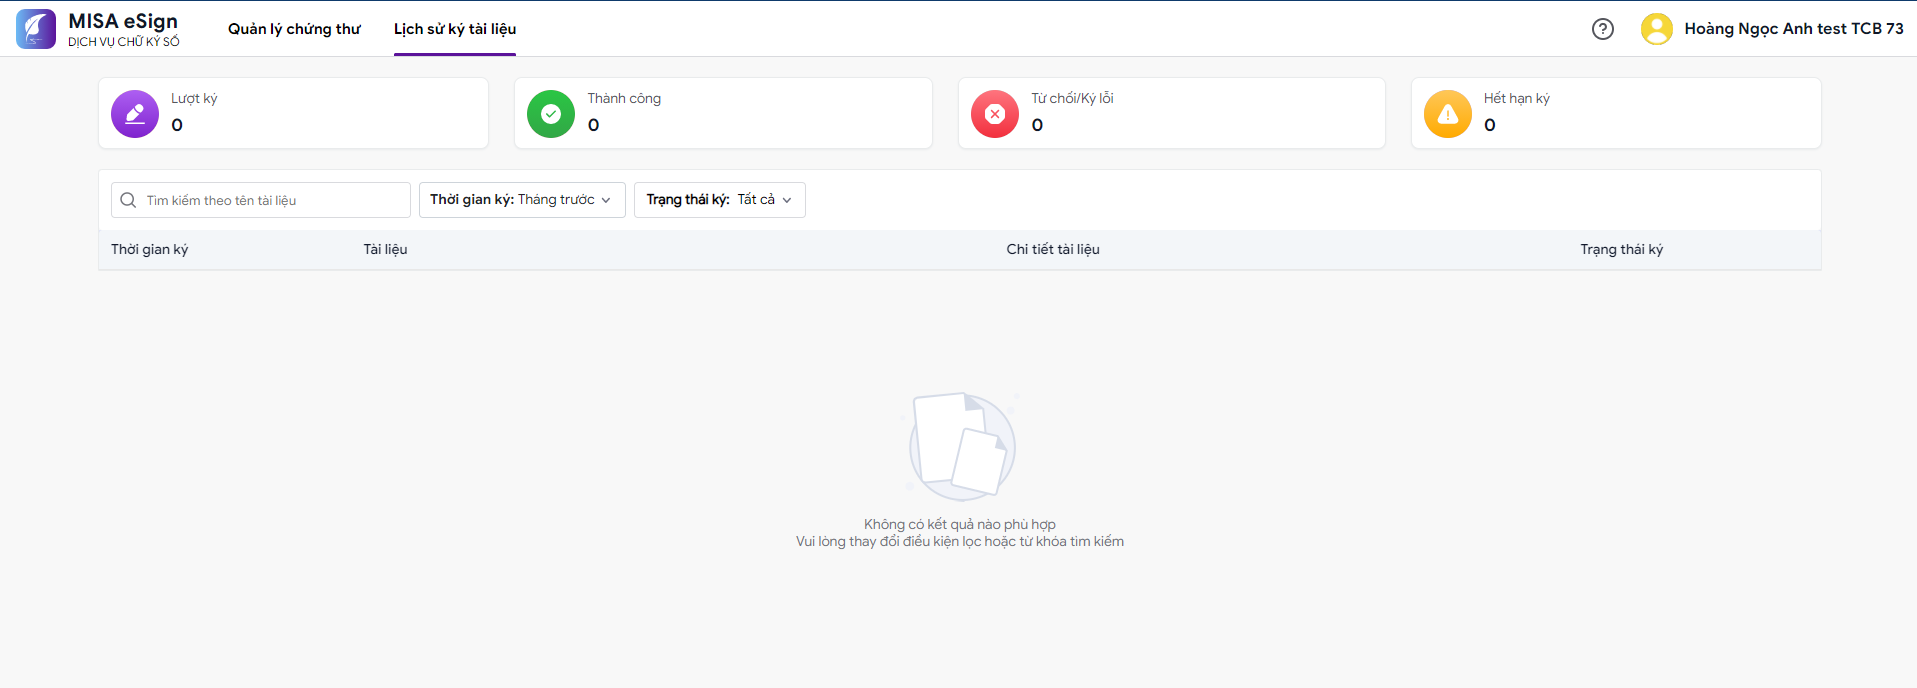 MISA eSign
DỊCH VỤ CHỮ KÝ SỐ
Quản lý chứng thư
Lịch sử ký tài liệu
Hoàng Ngọc Anh test TCB 73
Lượt ký
0
Thành công
0
Từ chối/Ký lỗi
0
Hết hạn ký
0
Tìm kiếm theo tên tài liệu
Thời gian ký: Tháng trước
Trạng thái ký: Tất cả
Thời gian ký
Tài liệu
Chi tiết tài liệu
Trạng thái ký
Không có kết quả nào phù hợp
Vui lòng thay đổi điều kiện lọc hoặc từ khóa tìm kiếm